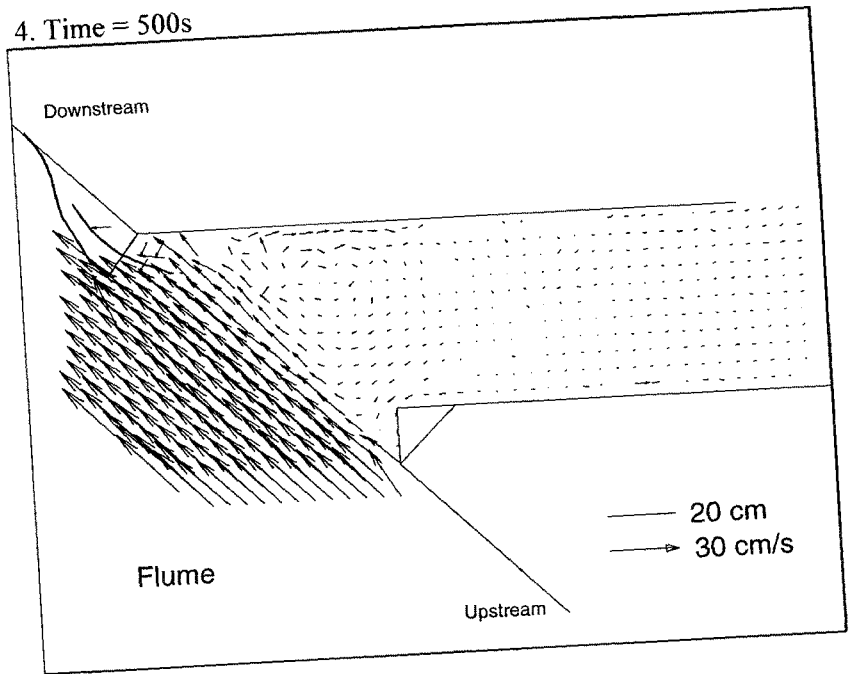 4. Time = 500s
Downstream
20 cm
30 cm/s
Flume
Upstream